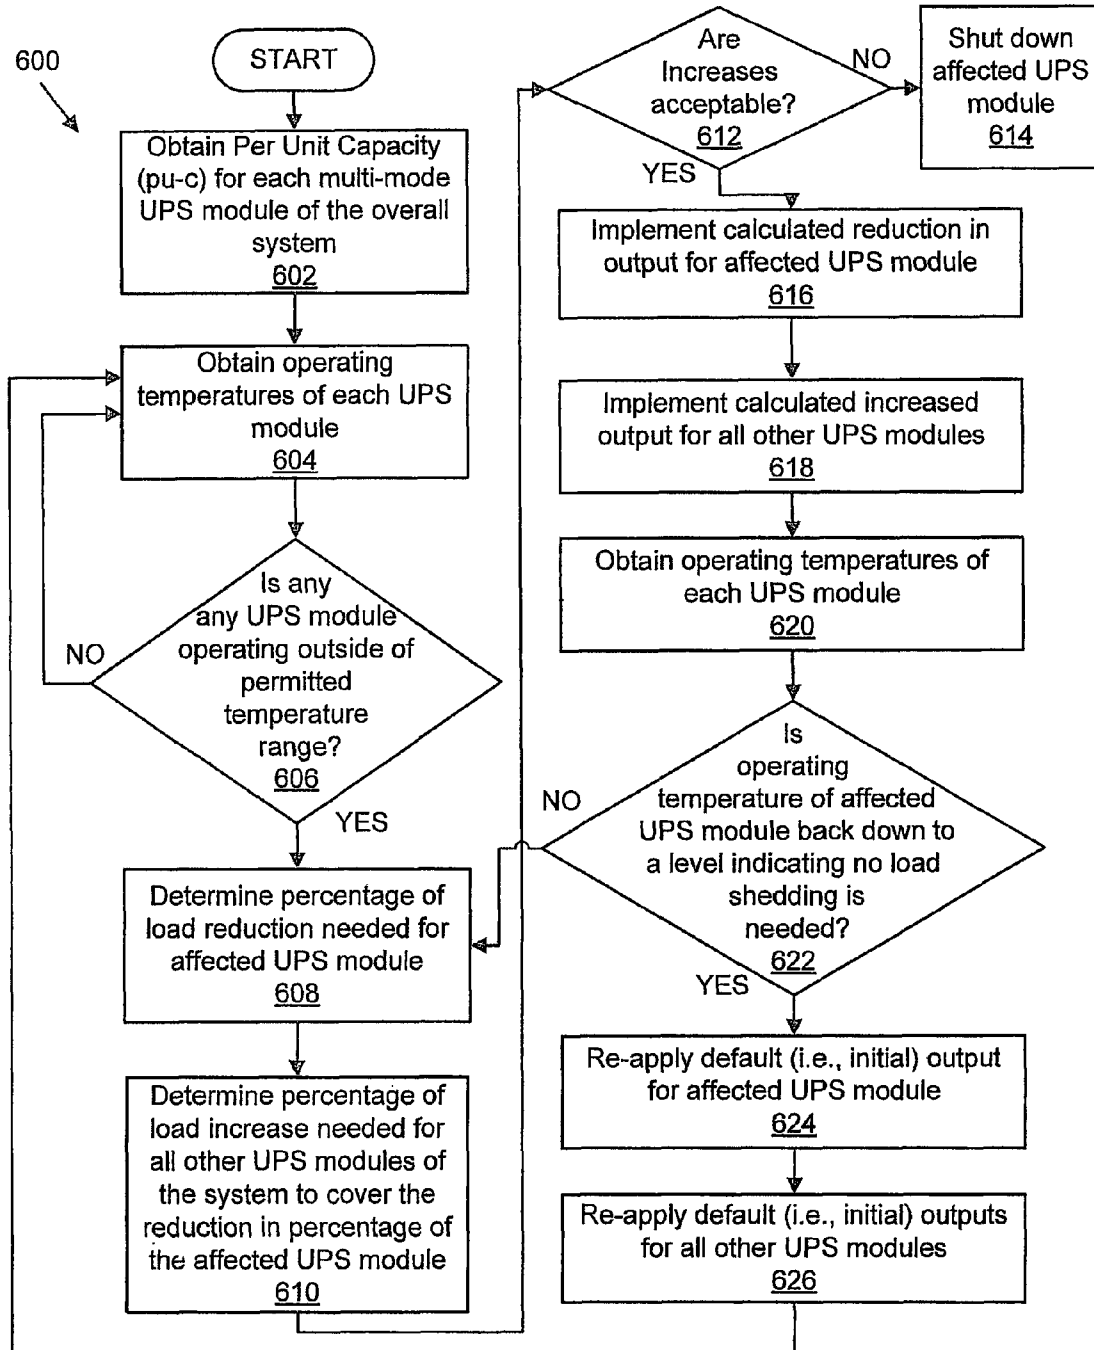 600
START
Obtain Per Unit Capacity
(pu-c) for each multi-mode
UPS module of the overall
system
602
Obtain operating
temperatures of each UPS
module
604
Is any
any UPS module
operating outside of
permitted
temperature
range?
606
NO
YES
Determine percentage of
load reduction needed for
affected UPS module
608
Determine percentage of
load increase needed for
all other UPS modules of
the system to cover the
reduction in percentage of
the affected UPS module
610
Are
Increases
acceptable?
612
NO
YES
Shut down
affected UPS
module
614
Implement calculated reduction in
output for affected UPS module
616
Implement calculated increased
output for all other UPS modules
618
Obtain operating temperatures of
each UPS module
620
Is
operating
temperature of affected
UPS module back down to
a level indicating no load
shedding is
needed?
622
NO
YES
Re-apply default (i.e., initial) output
for affected UPS module
624
Re-apply default (i.e., initial) outputs
for all other UPS modules
626